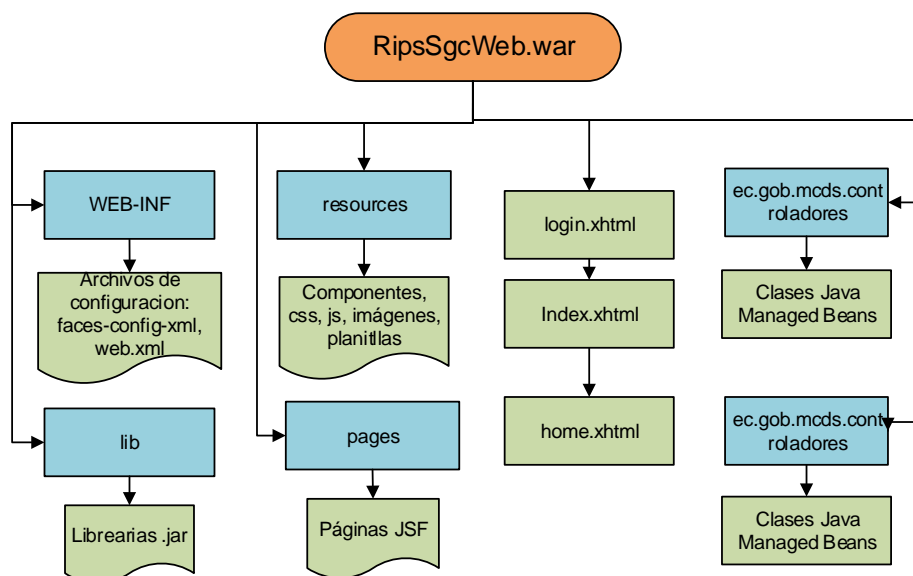 RipsSgcWeb.war
WEB-INF
Archivos de
configuracion:
faces-config-xml,
web.xml
lib
Librearias .jar
resources
Componentes,
css, js, imágenes,
planitllas
pages
Páginas JSF
login.xhtml
Index.xhtml
home.xhtml
ec.gob.mcds.cont
roladores
Clases Java
Managed Beans
ec.gob.mcds.cont
roladores
Clases Java
Managed Beans